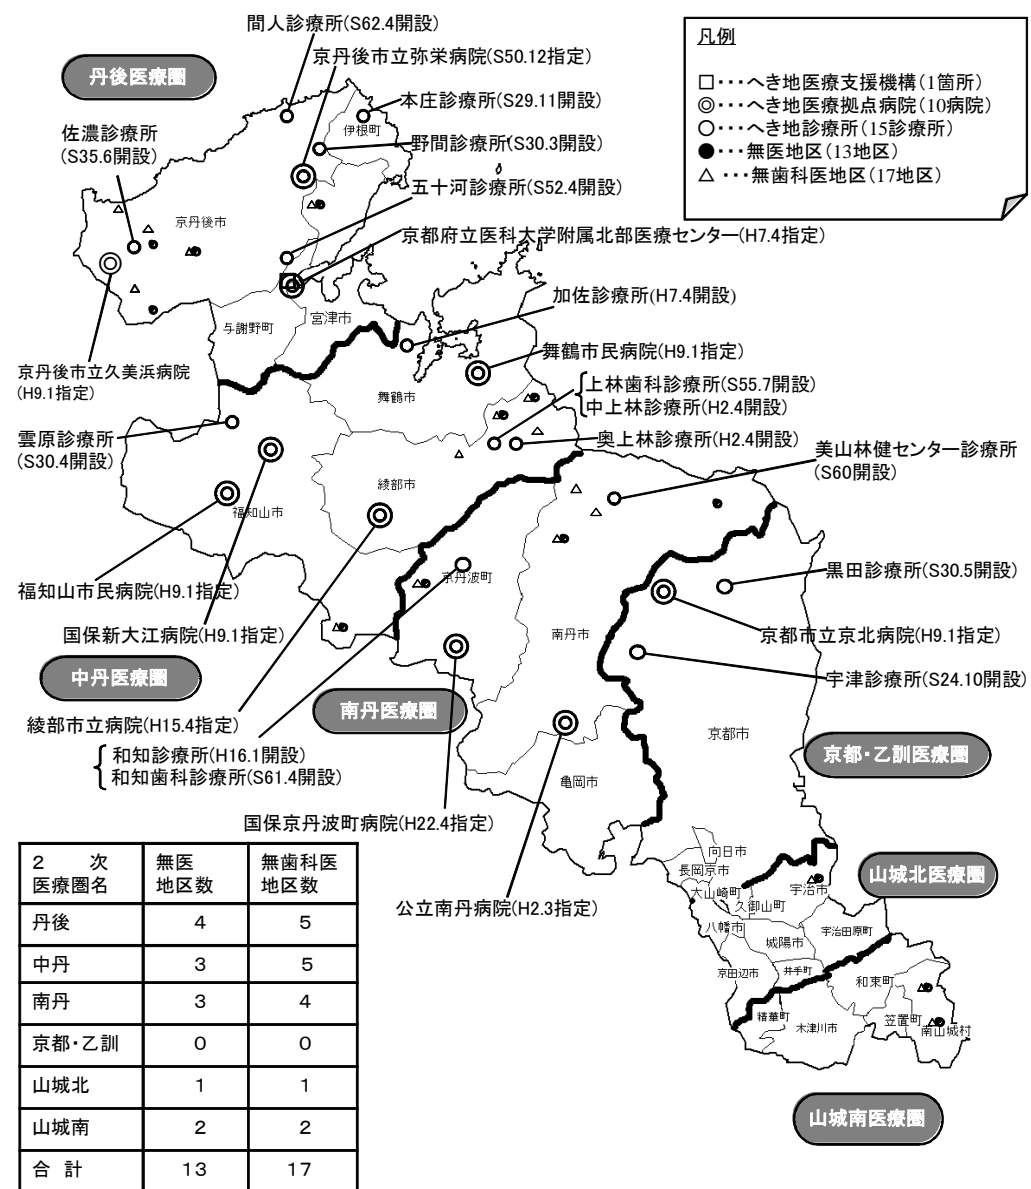 間人診療所(S62.4開設)
京丹後市立弥栄病院(S50.12指定)
丹後医療圏
本庄診療所(S29.11開設)
伊根町
佐濃診療所
(S35.6開設)
野間診療所(S30.3開設)
五十河診療所(S52.4開設)
京丹後市
京都府立医科大学附属北部医療センター(H7.4指定)
凡例
□・・・へき地医療支援機構(1箇所)
◎・・・へき地医療拠点病院(10病院)
○・・・へき地診療所(15診療所)
●・・・無医地区(13地区)
△・・・無歯科医地区(17地区)
加佐診療所(H7.4開設)
宮津市
与謝野町
舞鶴市民病院(H9.1指定)
京丹後市立久美浜病院
(H9.1指定)
舞鶴市
上林歯科診療所(S55.7開設)
中上林診療所(H2.4開設)
雲原診療所
(S30.4開設)
奥上林診療所(H2.4開設)
美山林健センター診療所
(S60開設)
綾部市
福知山市
福知山市民病院(H9.1指定)
京丹波町
黒田診療所(S30.5開設)
国保新大江病院(H9.1指定)
南丹市
京都市立京北病院(H9.1指定)
中丹医療圏
宇津診療所(S24.10開設)
綾部市立病院(H15.4指定)
南丹医療圏
京都市
和知診療所(H16.1開設)
和知歯科診療所(S61.4開設)
京都・乙訓医療圏
亀岡市
国保京丹波町病院(H22.4指定)
向日市
長岡京市
大山崎町
宇治市
山城北医療圏
久御山町
公立南丹病院(H2.3指定)
八幡市
城陽市
宇治田原町
京田辺市
井手町
和束町
精華町
木津川市
笠置町
南山城村
山城南医療圏
2 次
医療圏名 無医
地区数 無歯科医
地区数
丹後 4 5
中丹 3 5
南丹 3 4
京都・乙訓 0 0
山城北 1 1
山城南 2 2
合 計 13 17